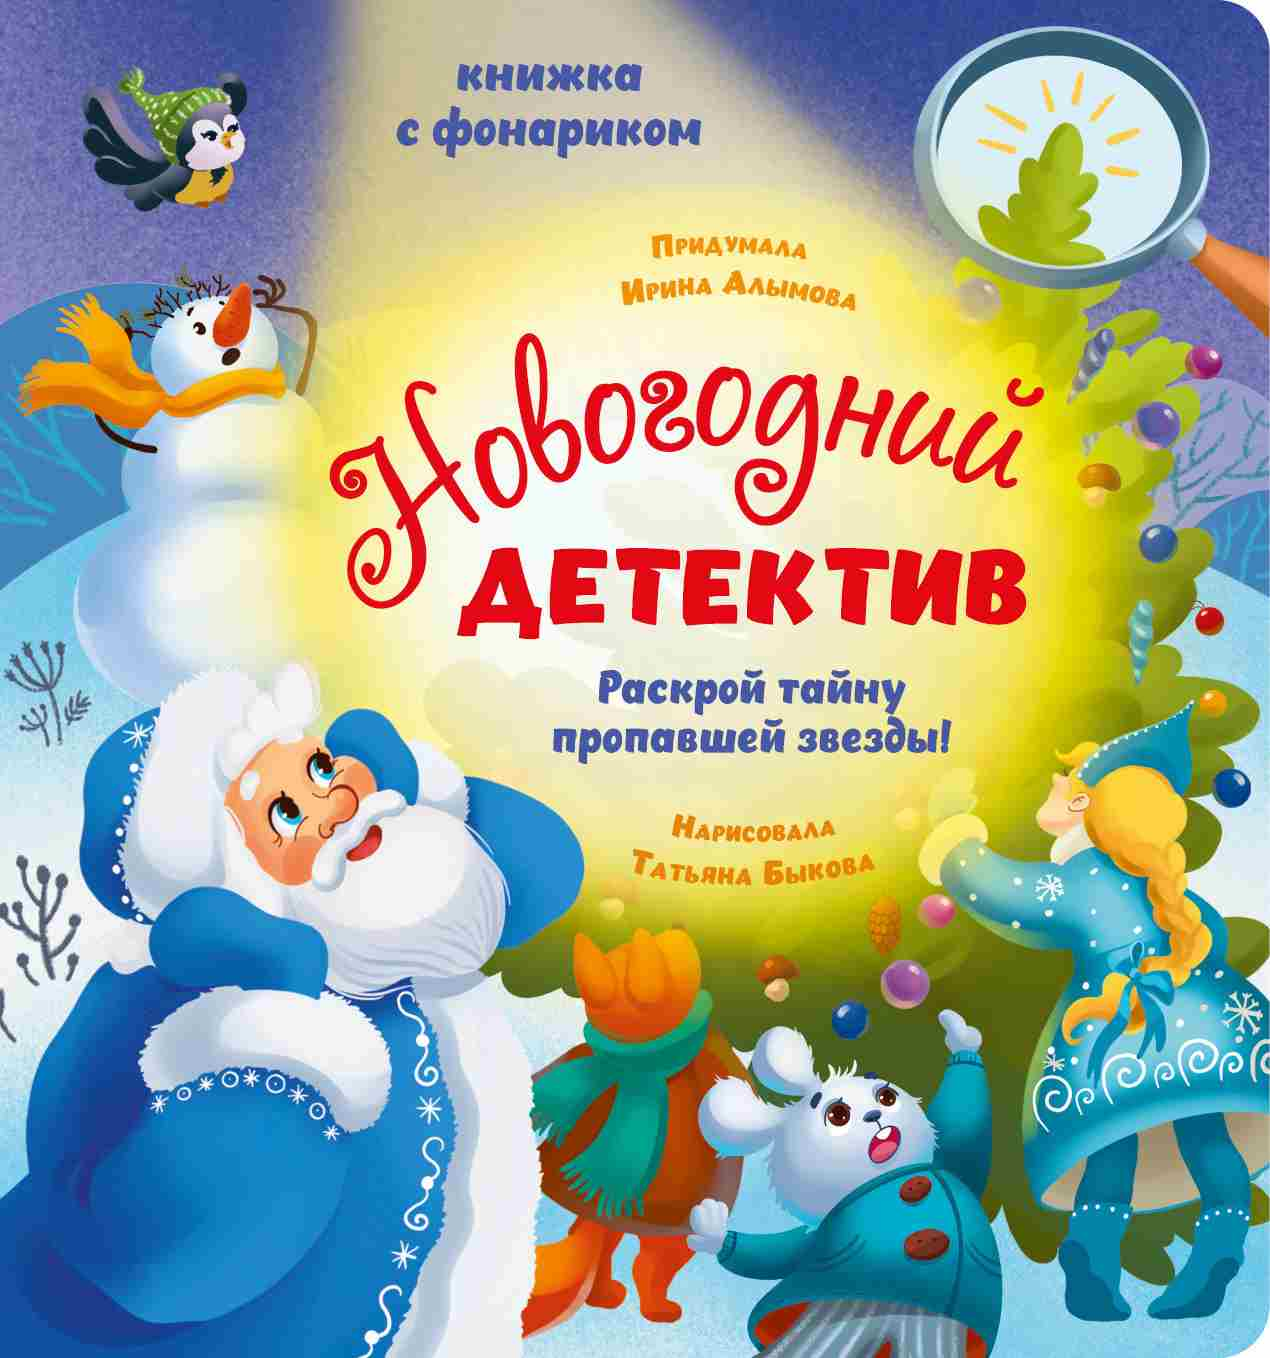 книжка
с фонариком
Придумала
Ирина Алымова
Новогодний
ДЕТЕКТИВ
Раскрой тайну
пропавшей звезды!
Нарисовала
Татьяна Быкова